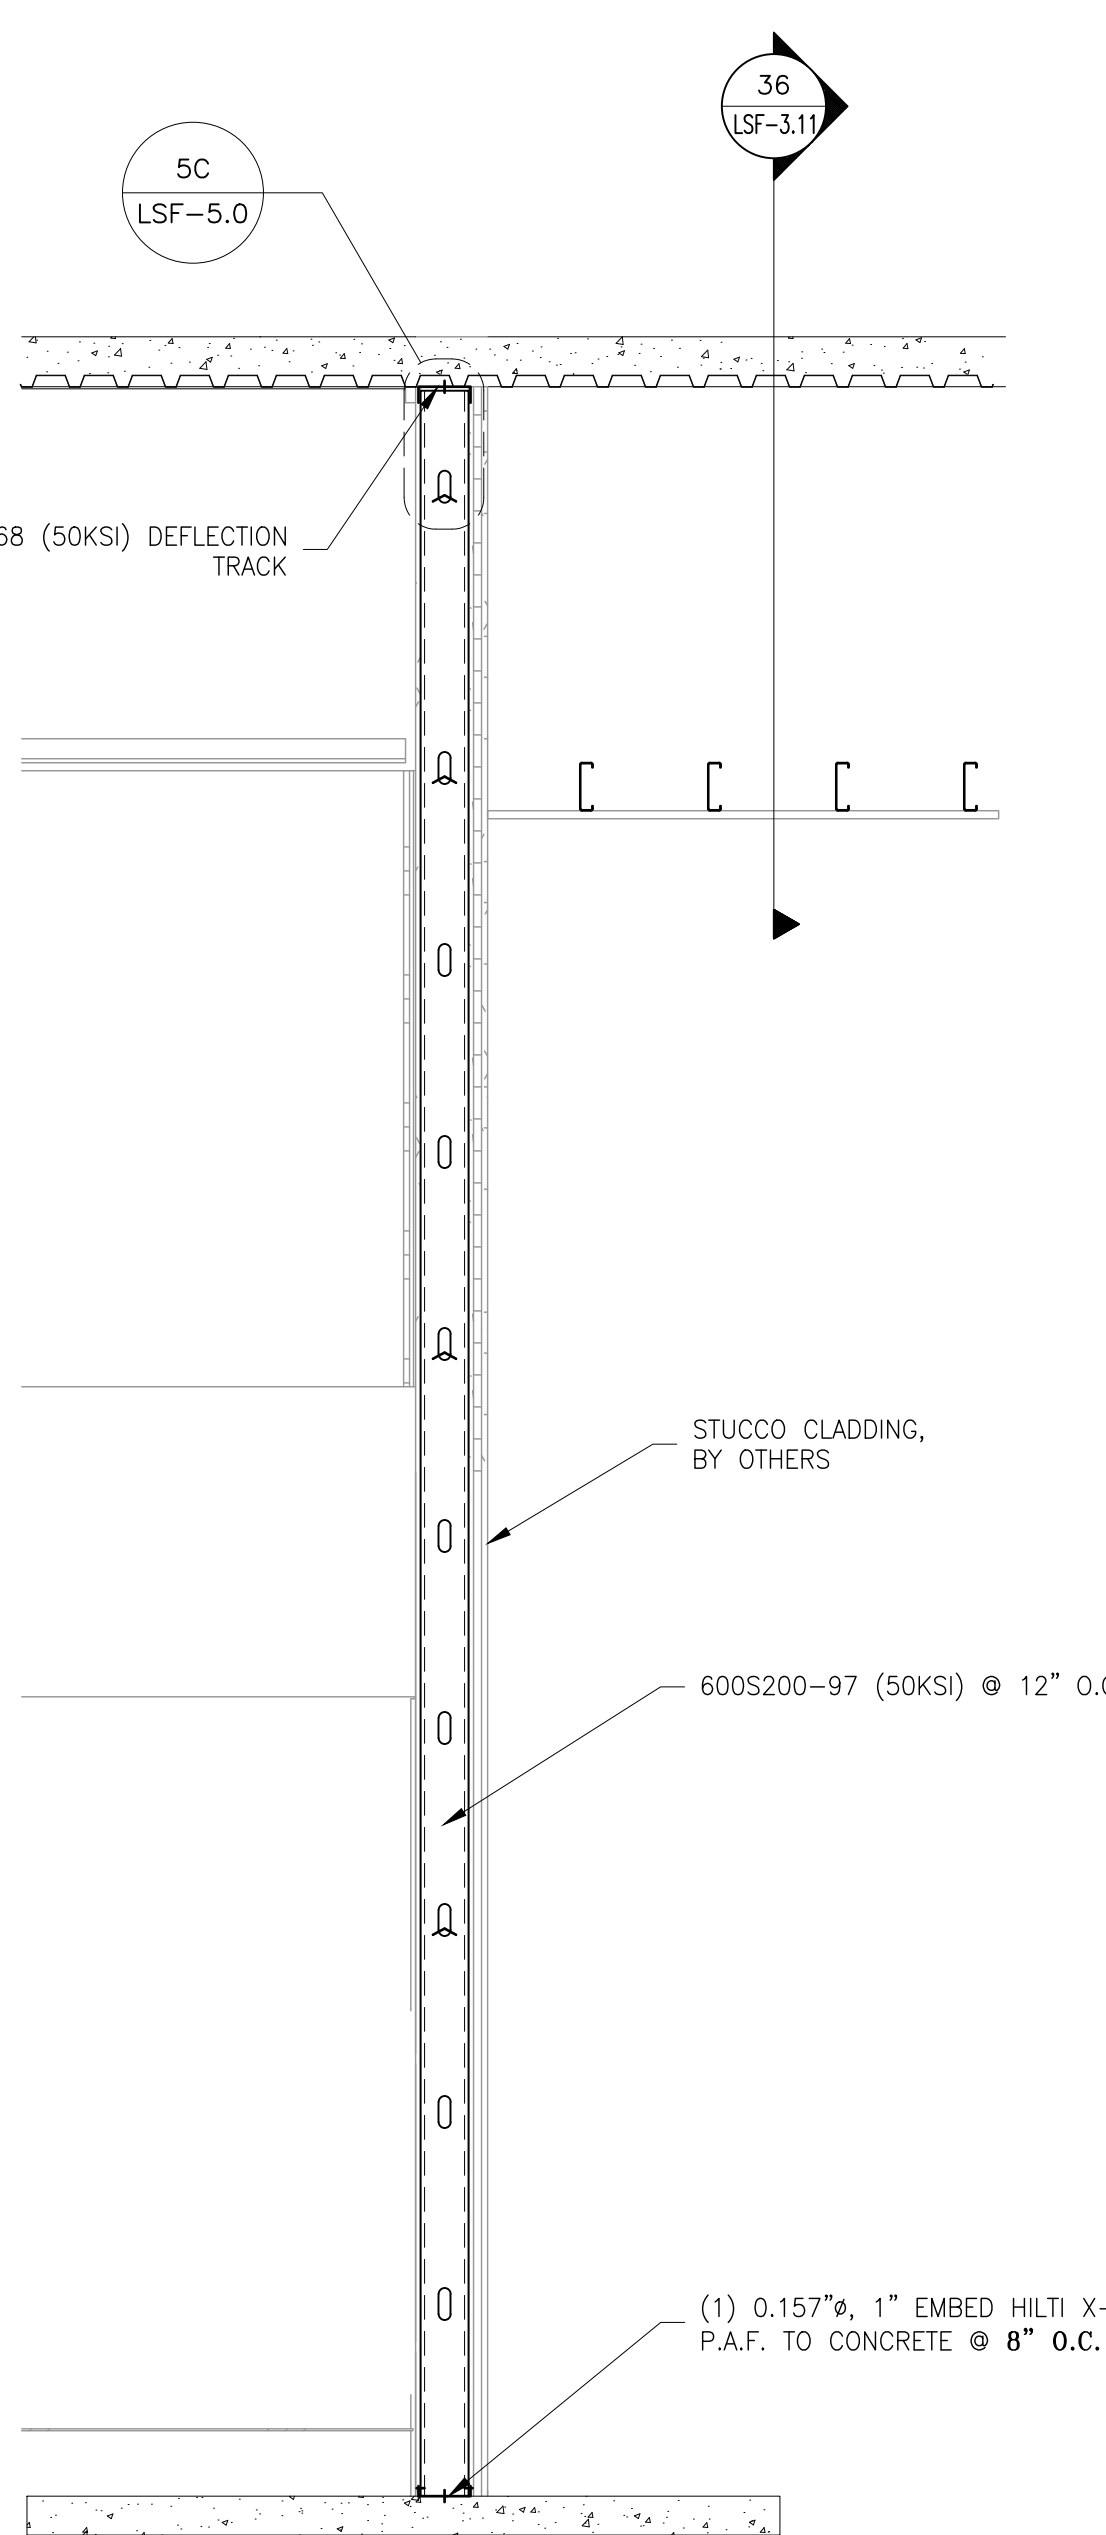 36
LSF-3.11
5C
LSF-5.0
68 (50KSI) DEFLECTION
TRACK
STUCCO CLADDING,
BY OTHERS
600S200-97 (50KSI) @ 12" O.C
(1) 0.157"ø, 1" EMBED HILTI X-
P.A.F. TO CONCRETE @ 8" O.C.